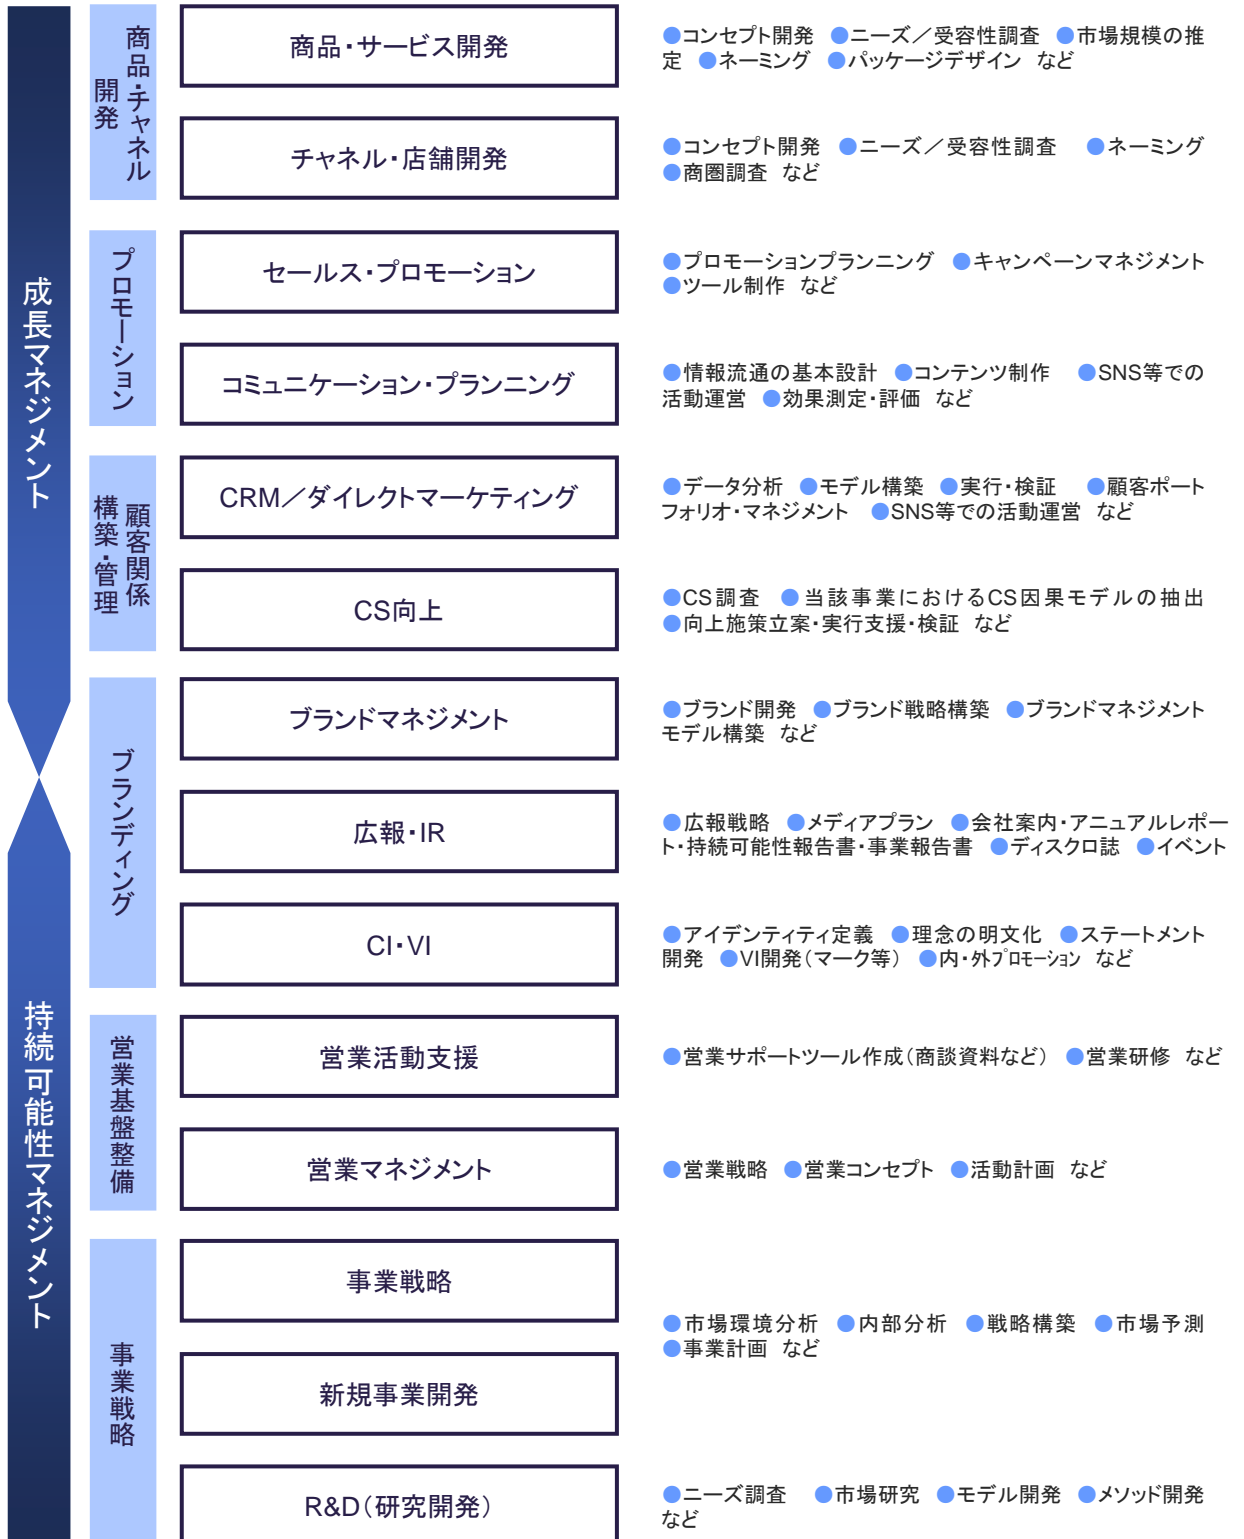 成長マネジメント
商品・チャネル
開発
商品・サービス開発
●コンセプト開発 ●ニーズ／受容性調査 ●市場規模の推
定 ●ネーミング ●パッケージデザイン など
チャネル・店舗開発
●コンセプト開発 ●ニーズ／受容性調査 ●ネーミング
●商圏調査 など
プロモーション
セールス・プロモーション
●プロモーションプランニング ●キャンペーンマネジメント
●ツール制作 など
コミュニケーション・プランニング
●情報流通の基本設計 ●コンテンツ制作 ●SNS等での
活動運営 ●効果測定・評価 など
顧客関係
構築・管理
CRM／ダイレクトマーケティング
●データ分析 ●モデル構築 ●実行・検証 ●顧客ポート
フォリオ・マネジメント ●SNS等での活動運営 など
CS向上
●CS調査 ●当該事業におけるCS因果モデルの抽出
●向上施策立案・実行支援・検証 など
ブランディング
ブランドマネジメント
●ブランド開発 ●ブランド戦略構築 ●ブランドマネジメント
モデル構築 など
広報・IR
●広報戦略 ●メディアプラン ●会社案内・アニュアルレポー
ト・持続可能性報告書・事業報告書 ●ディスクロ誌 ●イベント
CI・VI
●アイデンティティ定義 ●理念の明文化 ●ステートメント
開発 ●VI開発（マーク等） ●内・外プロモーション など
持続可能性マネジメント
営業基盤整備
営業活動支援
●営業サポートツール作成（商談資料など） ●営業研修 など
営業マネジメント
●営業戦略 ●営業コンセプト ●活動計画 など
事業戦略
事業戦略
●市場環境分析 ●内部分析 ●戦略構築 ●市場予測
●事業計画 など
新規事業開発
R&D（研究開発）
●ニーズ調査 ●市場研究 ●モデル開発 ●メソッド開発
など